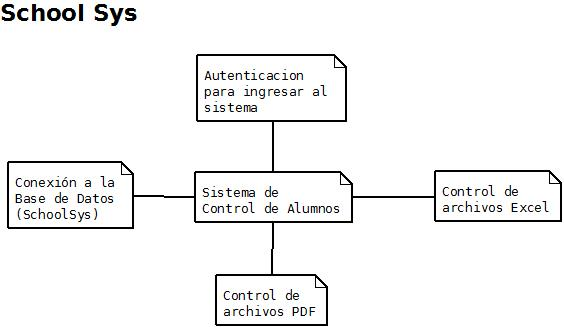 School Sys
Autenticacion
para ingresar al
sistema
Conexión a la
Base de Datos
(SchoolSys)
Sistema de
Control de Alumnos
Control de
archivos Excel
Control de
archivos PDF